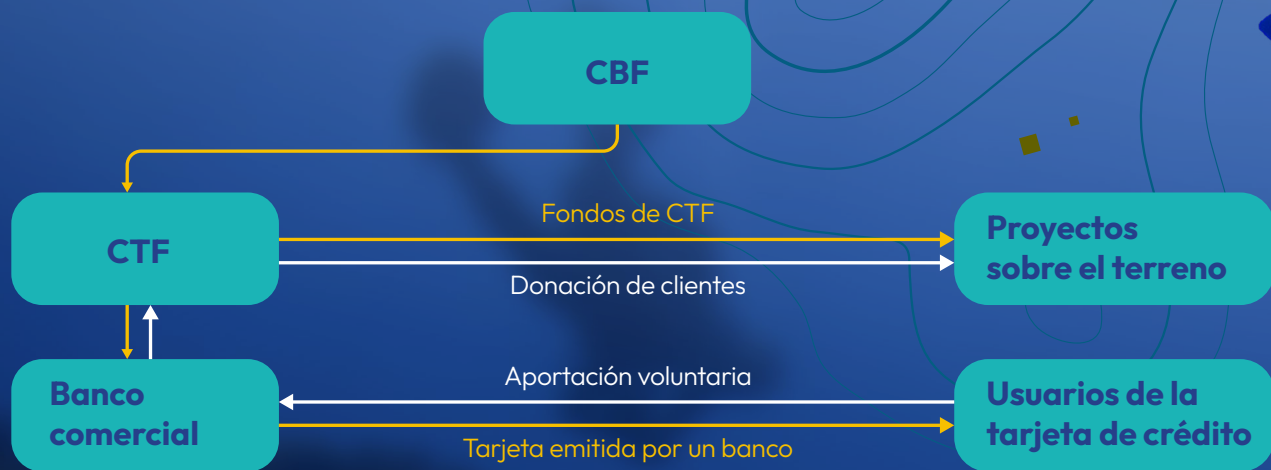 CBF
CTF
Fondos de CTF
Donación de clientes
Proyectos
sobre el terreno
Banco
comercial
Aportación voluntaria
Tarjeta emitida por un banco
Usuarios de la
tarjeta de crédito